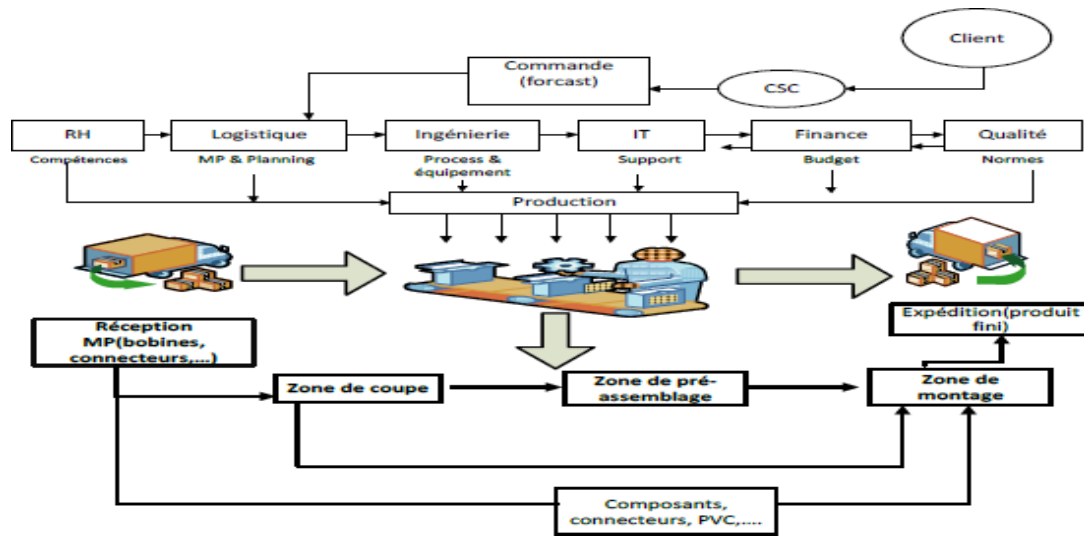 Client
Commande
(forcast)
CSC
RH
Logistique
Ingénierie
IT
Finance
Qualité
Compétences
MP & Planning
Process &
équipement
Support
Budget
Normes
Production
Réception
MP(bobines,
connecteurs,...)
Expédition(produit
fini)
Zone de coupe
Zone de pré-
assemblage
Zone de
montage
Composants,
connecteurs, PVC,....